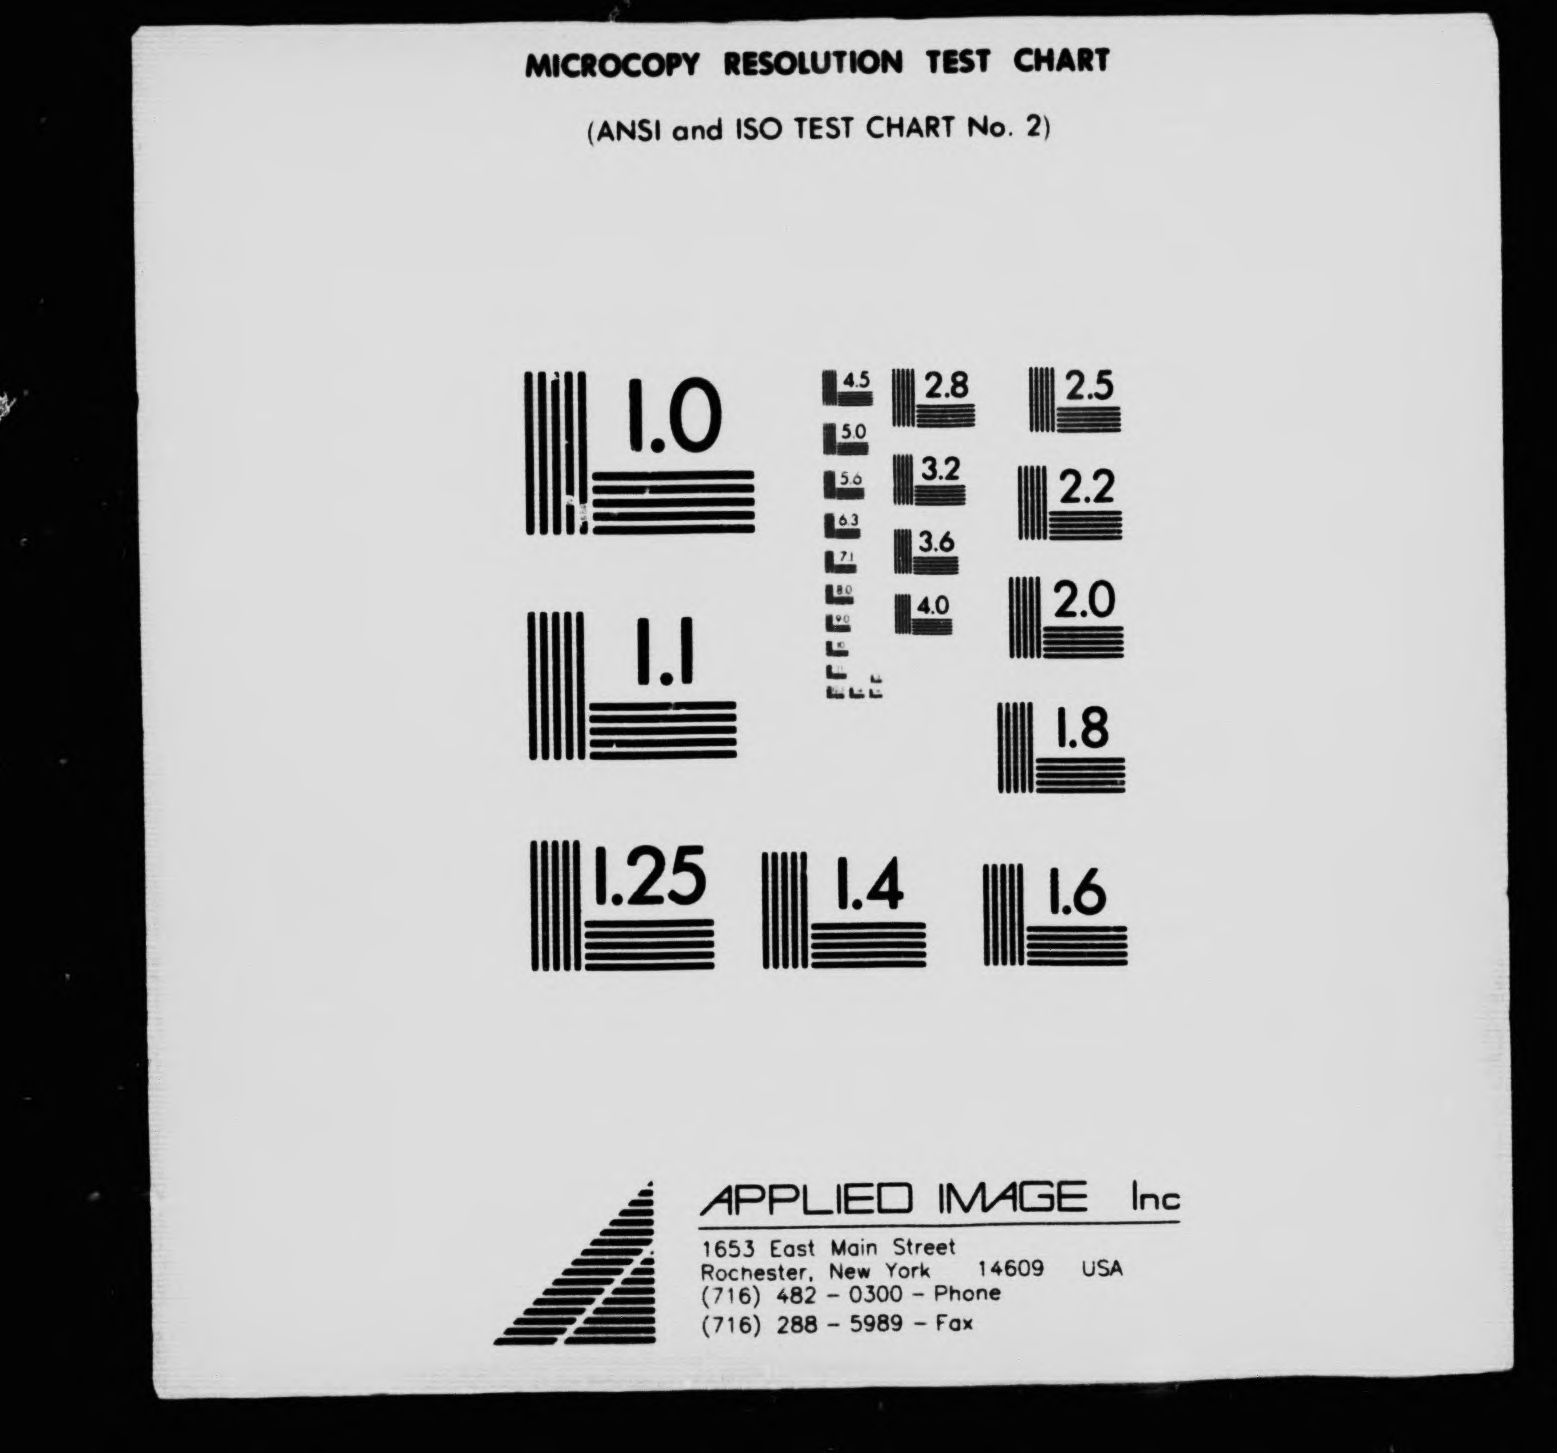 MICROCOPY RESOLUTION TEST CHART
(ANSI and ISO TEST CHART No. 2)
1.0
1.1
1.25
1.4
1.6
1.8
2.0
2.2
2.5
2.8
3.2
3.6
4.0
4.5
5.0
5.6
6.3
7.1
8.0
9.0
APPLIED IMAGE Inc
1653 East Main Street
Rochester, New York 14609 USA
(716) 482 - 0300 - Phone
(716) 288 - 5989 - Fax